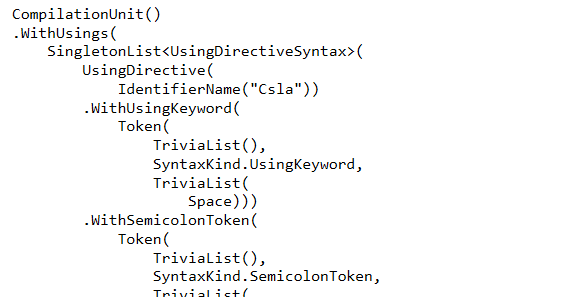 CompilationUnit()
.WithUsings(
SingletonList<UsingDirectiveSyntax>(
UsingDirective(
IdentifierName("Csla"))
.WithUsingKeyword(
Token(
TriviaList(),
SyntaxKind.UsingKeyword,
TriviaList(
Space)))
.WithSemicolonToken(
Token(
TriviaList(),
SyntaxKind.SemicolonToken,
TriviaList(